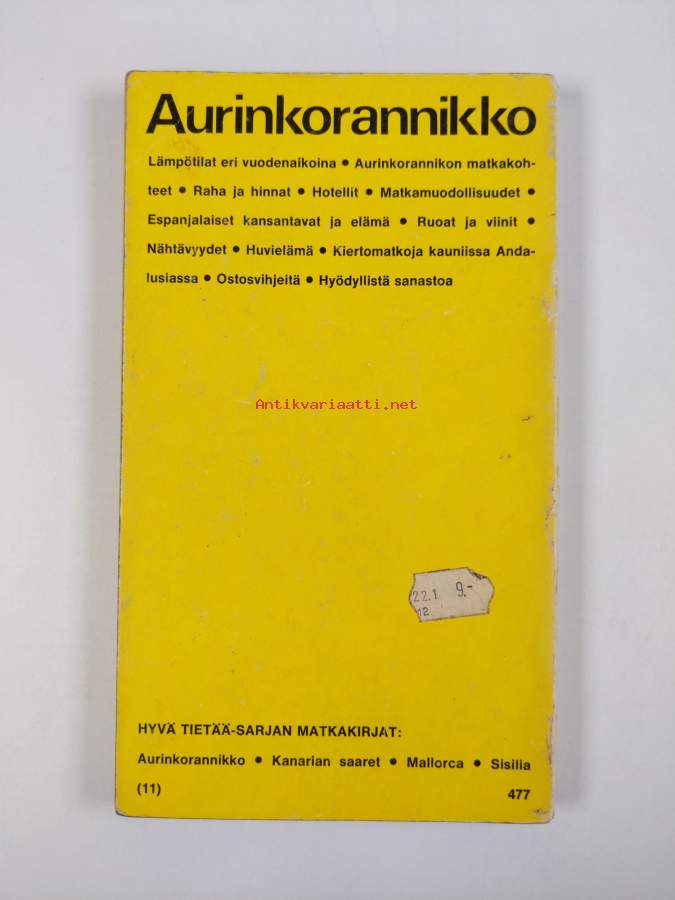 Aurinkorannikko
Lämpötilat eri vuodenaikoina • Aurinkorannikon matkakoh-
teet • Raha ja hinnat • Hotellit • Matkamuodollisuudet •
Espanjalaiset kansantavat ja elämä • Ruoat ja viinit •
Nähtävyydet • Huvielämä • Kiertomatkoja kauniissa Anda-
lusiassa • Ostosvihjeitä • Hyödyllistä sanastoa
Antikvariaatti.net
22.1 9.-
12
HYVÄ TIETÄÄ-SARJAN MATKAKIRJAT:
Aurinkorannikko • Kanarian saaret • Mallorca • Sisilia
(11) 477